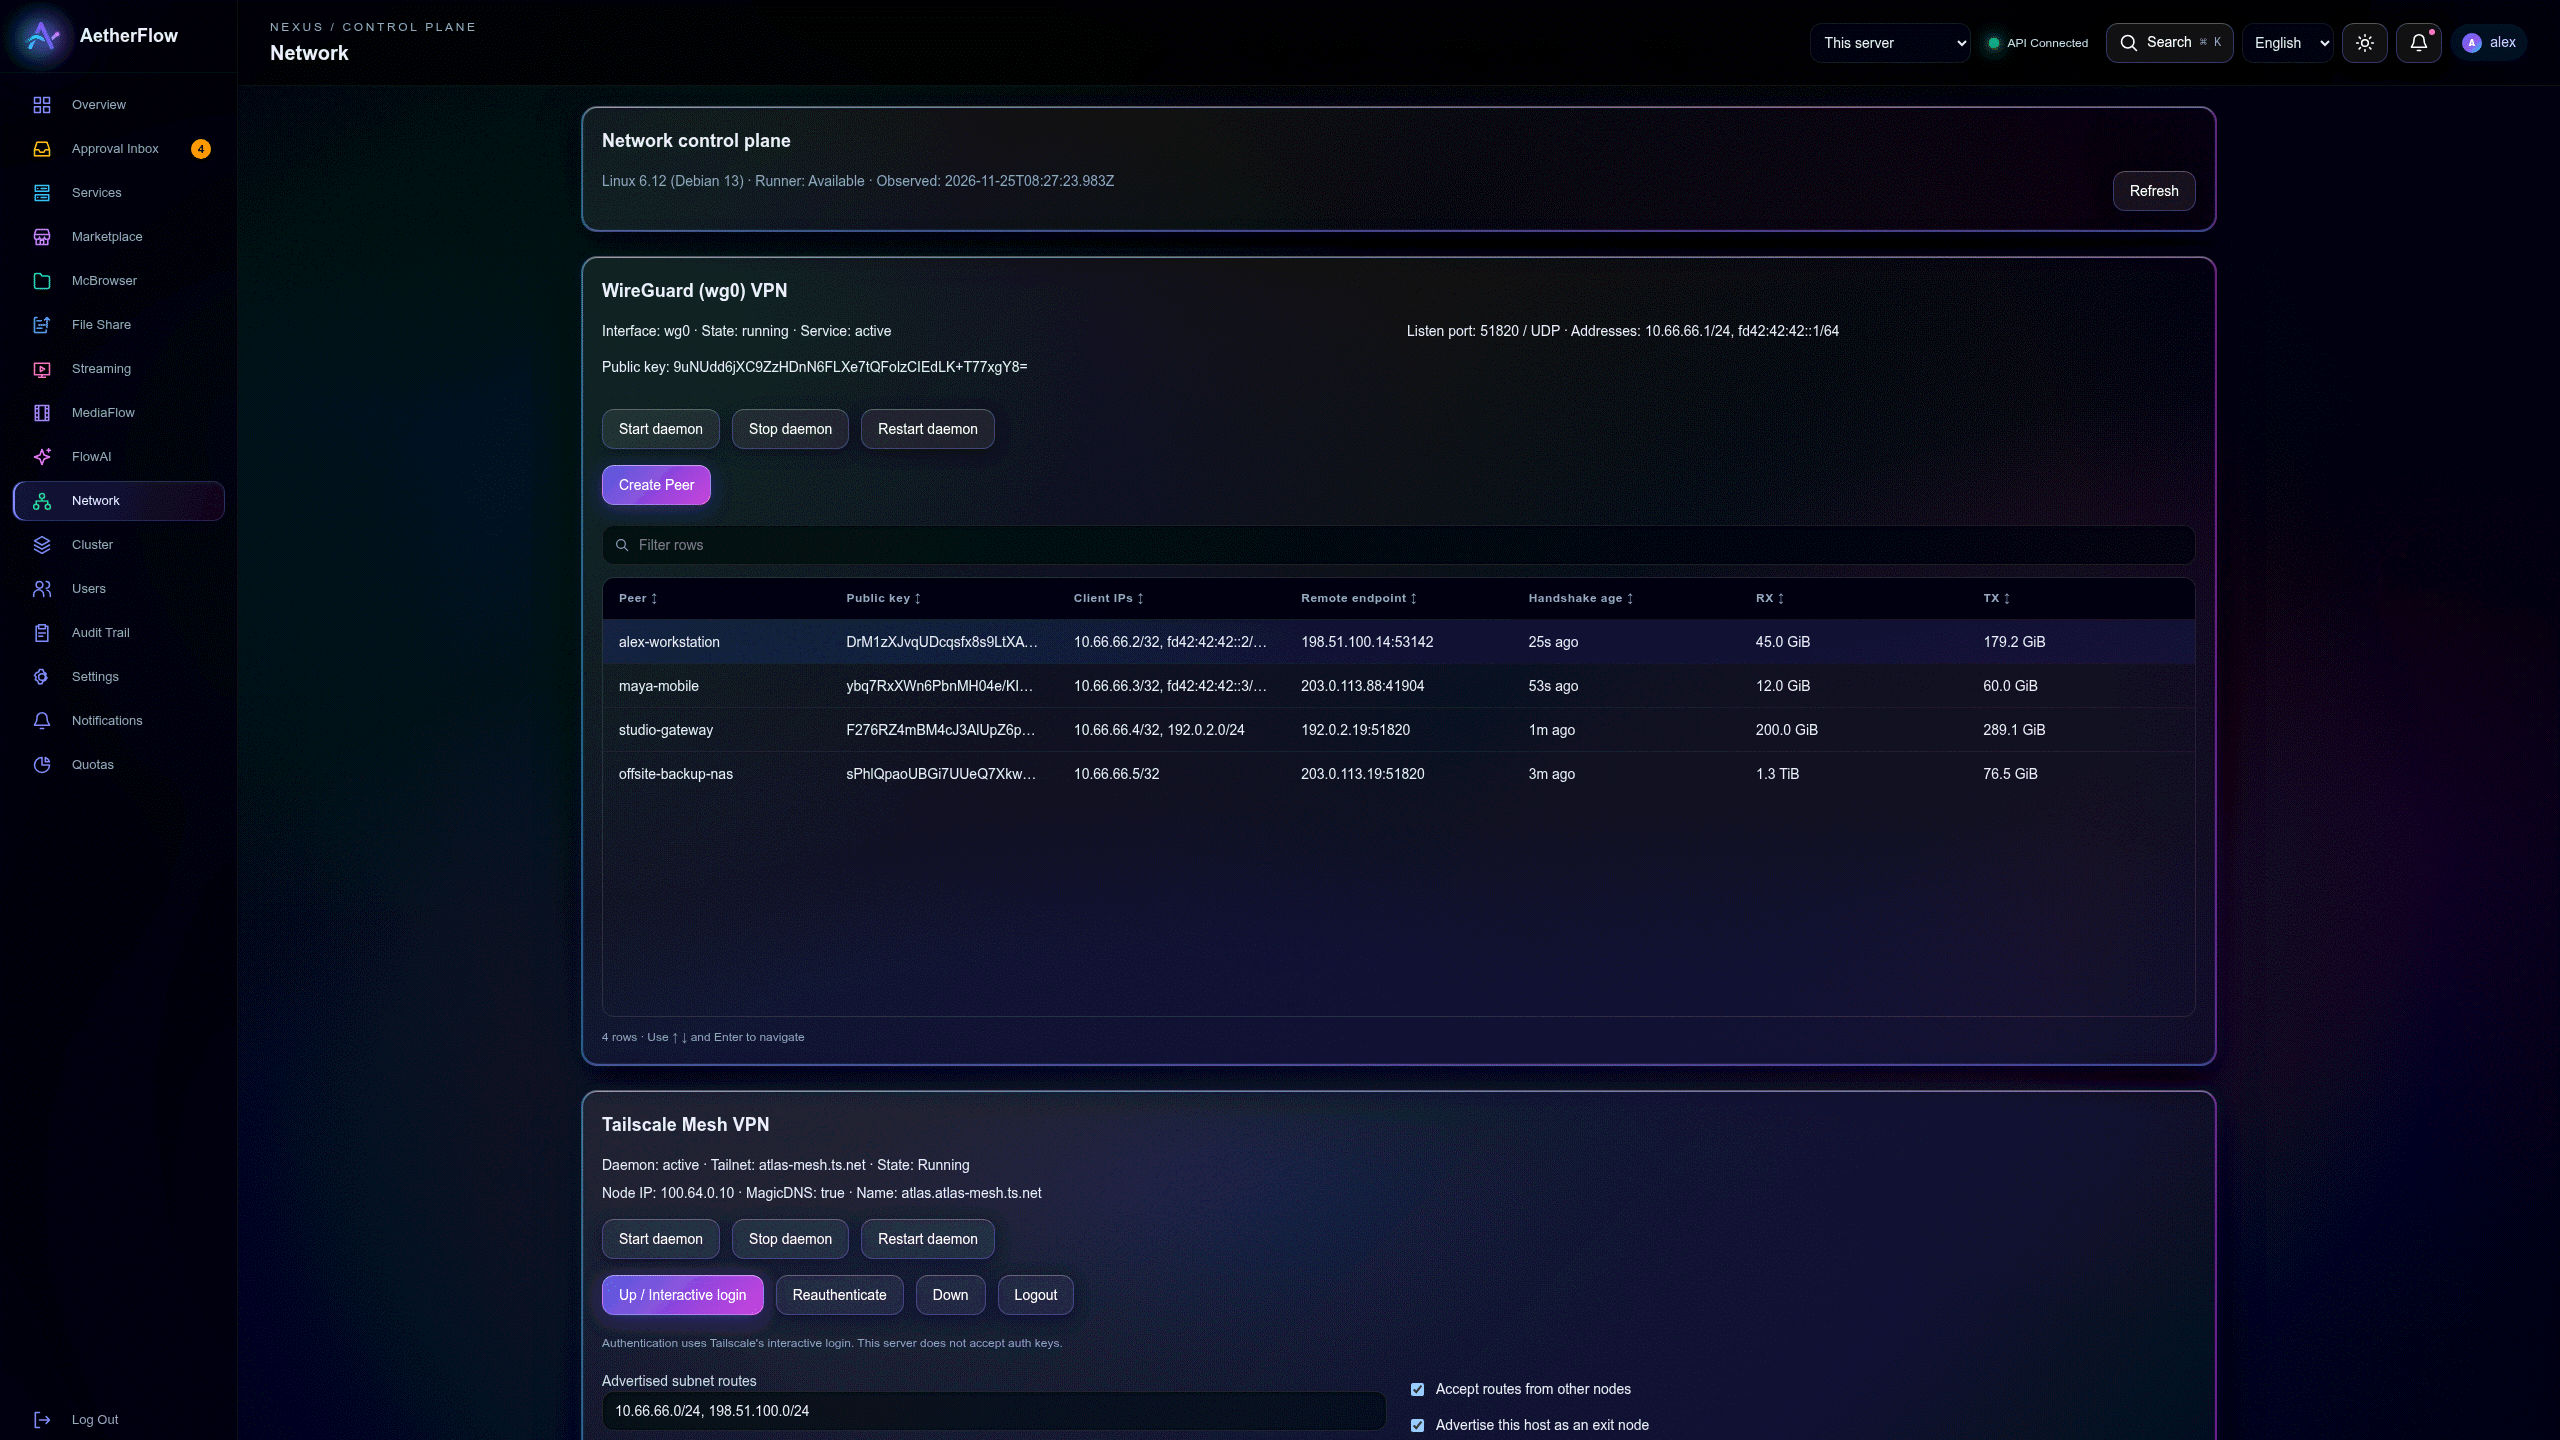 AetherFlow
Overview
Approval Inbox 4
Services
Marketplace
McBrowser
File Share
Streaming
MediaFlow
FlowAI
Network
Cluster
Users
Audit Trail
Settings
Notifications
Quotas
Log Out
NEXUS / CONTROL PLANE
Network
This server
API Connected
Search ⌘ K
English
A alex
Network control plane
Linux 6.12 (Debian 13) · Runner: Available · Observed: 2026-11-25T08:27:23.983Z
Refresh
WireGuard (wg0) VPN
Interface: wg0 · State: running · Service: active
Listen port: 51820 / UDP · Addresses: 10.66.66.1/24, fd42:42:42::1/64
Public key: 9uNUdd6jXC9ZzHDnN6FLXe7tQFolzCIEdLK+T77xgY8=
Start daemon Stop daemon Restart daemon
Create Peer
Filter rows
Peer ↕ Public key ↕ Client IPs ↕ Remote endpoint ↕ Handshake age ↕ RX ↕ TX ↕
alex-workstation DrM1zXJvqUDcqsfx8s9LtXA… 10.66.66.2/32, fd42:42:42::2/… 198.51.100.14:53142 25s ago 45.0 GiB 179.2 GiB
maya-mobile ybq7RxXWn6PbnMH04e/KI… 10.66.66.3/32, fd42:42:42::3/… 203.0.113.88:41904 53s ago 12.0 GiB 60.0 GiB
studio-gateway F276RZ4mBM4cJ3AlUpZ6p… 10.66.66.4/32, 192.0.2.0/24 192.0.2.19:51820 1m ago 200.0 GiB 289.1 GiB
offsite-backup-nas sPhlQpaoUBGi7UUeQ7Xkw… 10.66.66.5/32 203.0.113.19:51820 3m ago 1.3 TiB 76.5 GiB
4 rows · Use ↑ ↓ and Enter to navigate
Tailscale Mesh VPN
Daemon: active · Tailnet: atlas-mesh.ts.net · State: Running
Node IP: 100.64.0.10 · MagicDNS: true · Name: atlas.atlas-mesh.ts.net
Start daemon Stop daemon Restart daemon
Up / Interactive login Reauthenticate Down Logout
Authentication uses Tailscale's interactive login. This server does not accept auth keys.
Advertised subnet routes
10.66.66.0/24, 198.51.100.0/24
Accept routes from other nodes
Advertise this host as an exit node